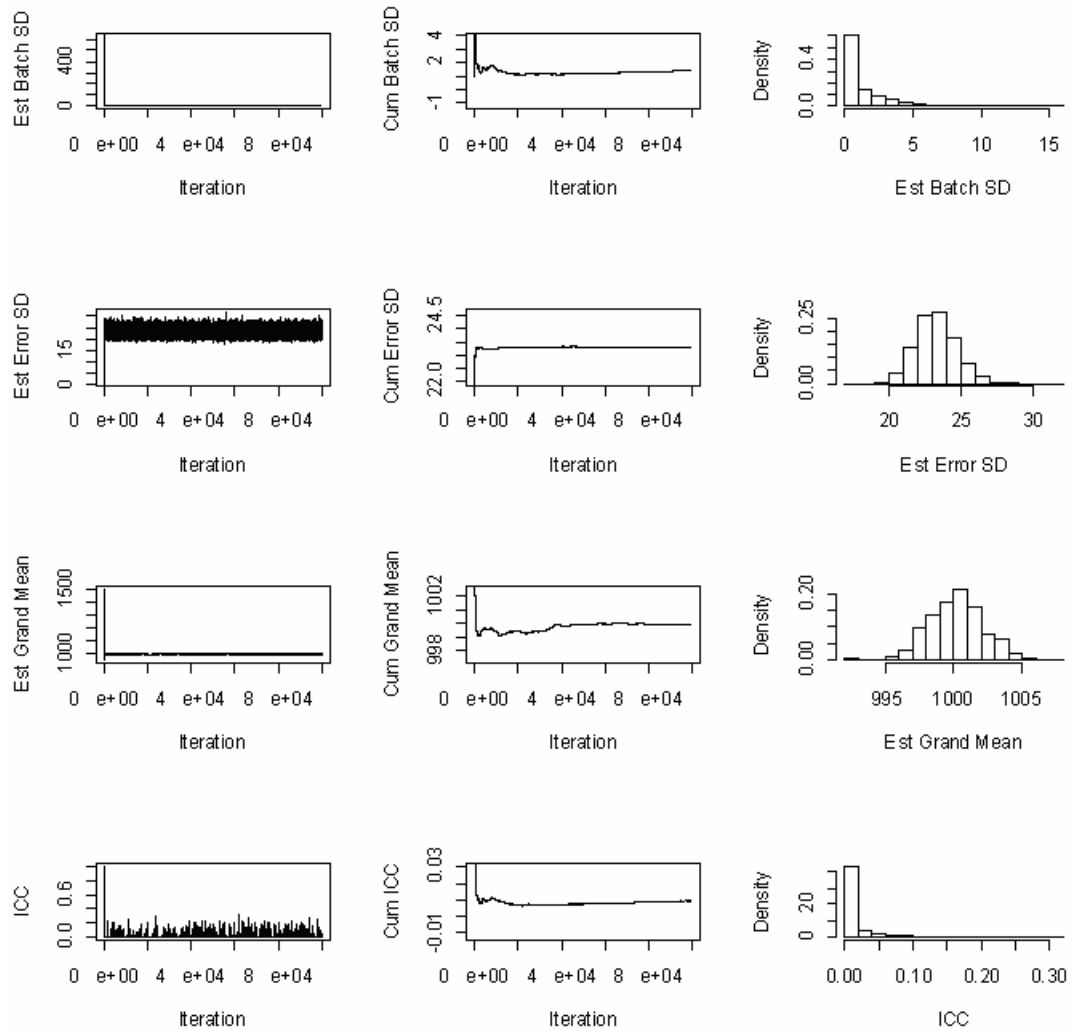 Est Batch SD
400
0
0 e+00 4 e+04 8 e+04
Iteration
Cum Batch SD
4
2
-1
0 e+00 4 e+04 8 e+04
Iteration
Density
0.4
0.0
0 5 10 15
Est Batch SD
Est Error SD
15
0
0 e+00 4 e+04 8 e+04
Iteration
Cum Error SD
24.5
22.0
0 e+00 4 e+04 8 e+04
Iteration
Density
0.25
0.00
20 25 30
Est Error SD
Est Grand Mean
1500
1000
0 e+00 4 e+04 8 e+04
Iteration
Cum Grand Mean
1002
998
0 e+00 4 e+04 8 e+04
Iteration
Density
0.20
0.00
995 1000 1005
Est Grand Mean
ICC
0.6
0.0
0 e+00 4 e+04 8 e+04
Iteration
Cum ICC
0.03
-0.01
0 e+00 4 e+04 8 e+04
Iteration
Density
20
0
0.00 0.10 0.20 0.30
ICC